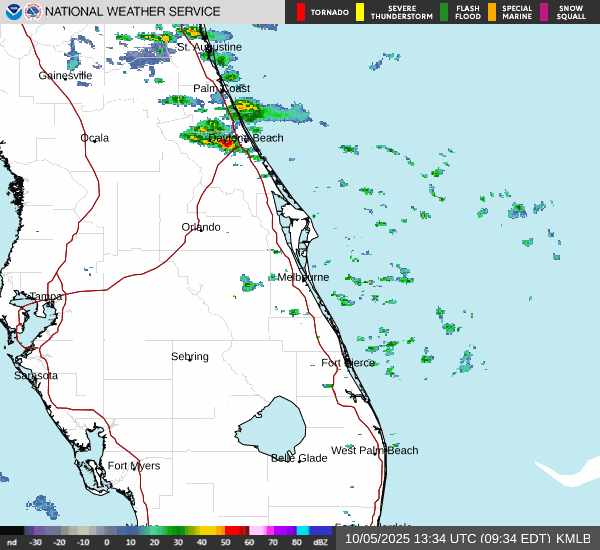 NATIONAL WEATHER SERVICE
TORNADO
SEVERE THUNDERSTORM
FLASH FLOOD
SPECIAL MARINE
SNOW SQUALL
St. Augustine
Gainesville
Palm Coast
Ocala
Daytona Beach
Orlando
Melbourne
Tampa
Sebring
Fort Pierce
Sarasota
West Palm Beach
Belle Glade
Fort Myers
nd -30 -20 -10 0 10 20 30 40 50 60 70 80 dBZ
10/05/2025 13:34 UTC (09:34 EDT) KMLB